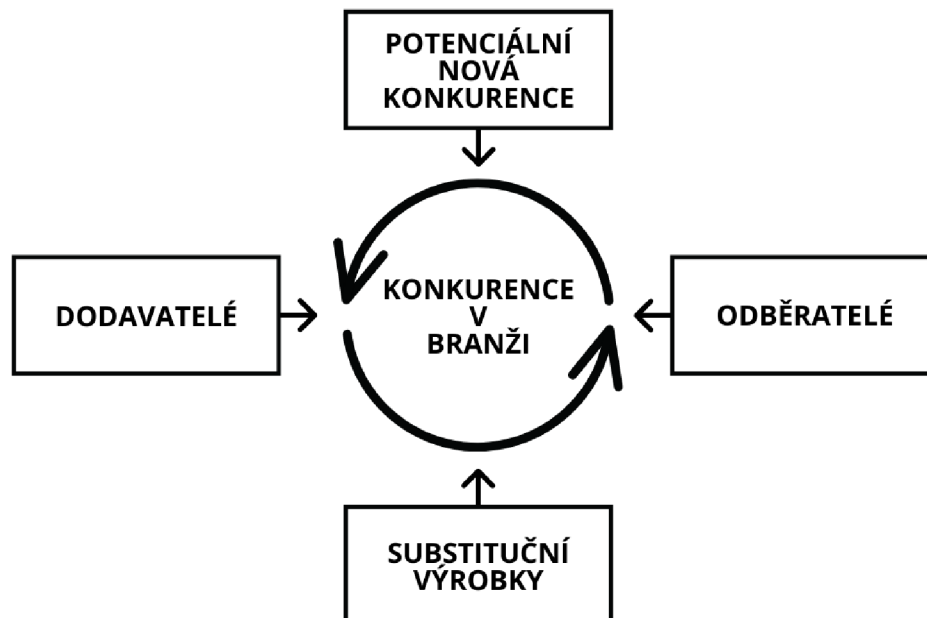 POTENCIÁLNÍ
NOVÁ
KONKURENCE
DODAVATELÉ
KONKURENCE
V
BRANŽI
ODBĚRATELÉ
SUBSTITUČNÍ
VÝROBKY